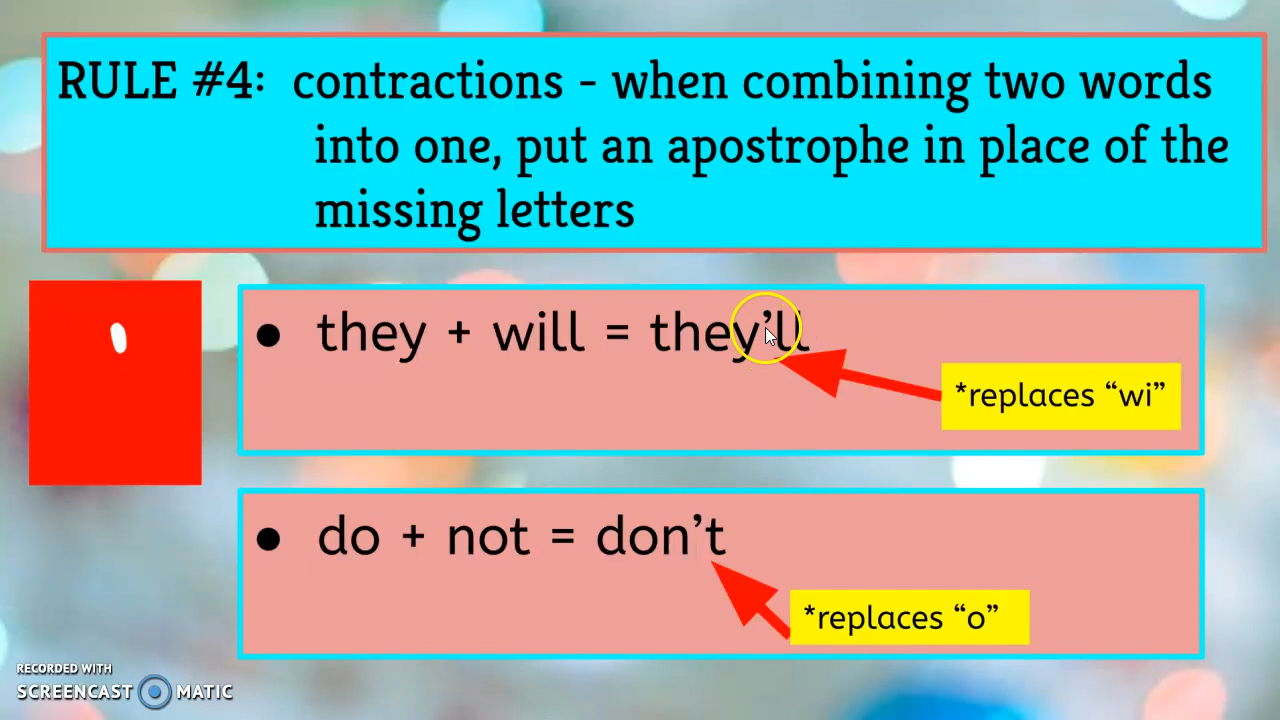 RULE #4: contractions - when combining two words
into one, put an apostrophe in place of the
missing letters
● they + will = they’ll
*replaces “wi”
● do + not = don’t
*replaces “o”
RECORDED WITH
SCREENCAST MATIC